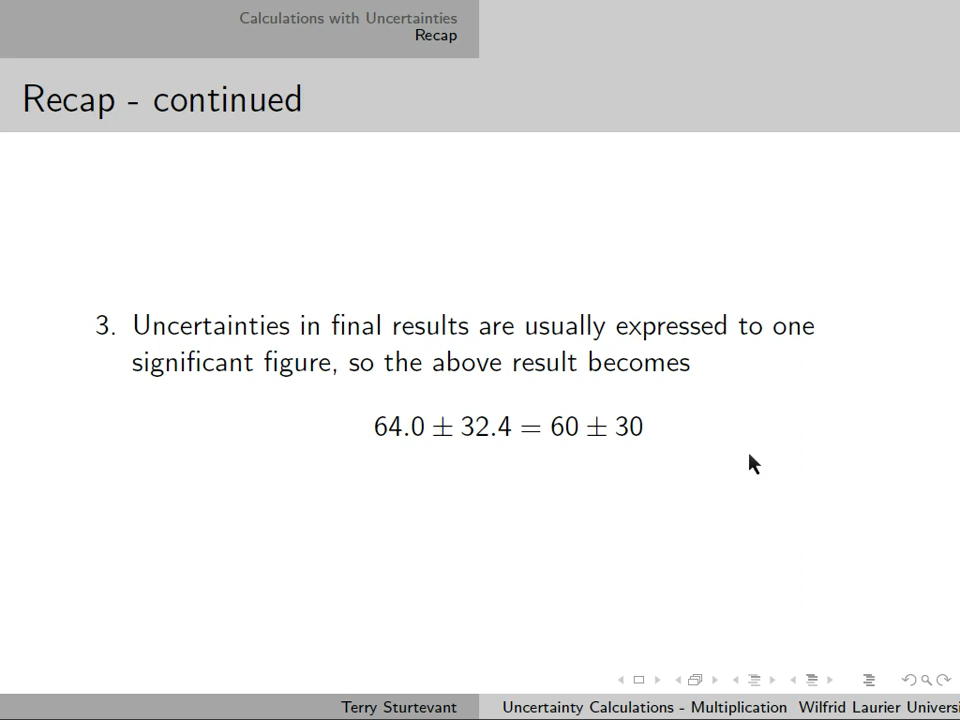 Calculations with Uncertainties
Recap
Recap - continued
3. Uncertainties in final results are usually expressed to one
significant figure, so the above result becomes
64.0 ± 32.4 = 60 ± 30
Terry Sturtevant Uncertainty Calculations - Multiplication Wilfrid Laurier Universi